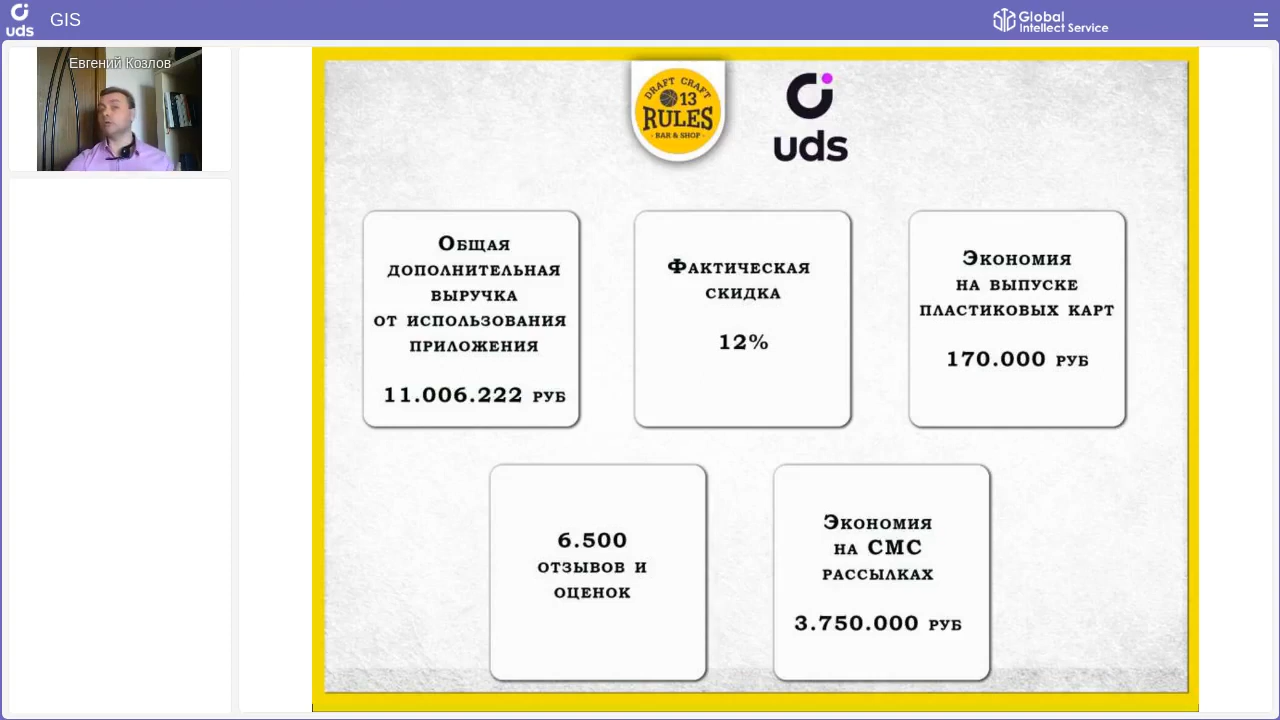 uds
GIS
Global
Intellect Service
Евгений Козлов
DRAFT CRAFT
13
RULES
- BAR & SHOP -
uds
Общая
дополнительная
выручка
от использования
приложения
11.006.222 руб
Фактическая
скидка
12%
Экономия
на выпуске
пластиковых карт
170.000 руб
6.500
отзывов и
оценок
Экономия
на СМС
рассылках
3.750.000 руб